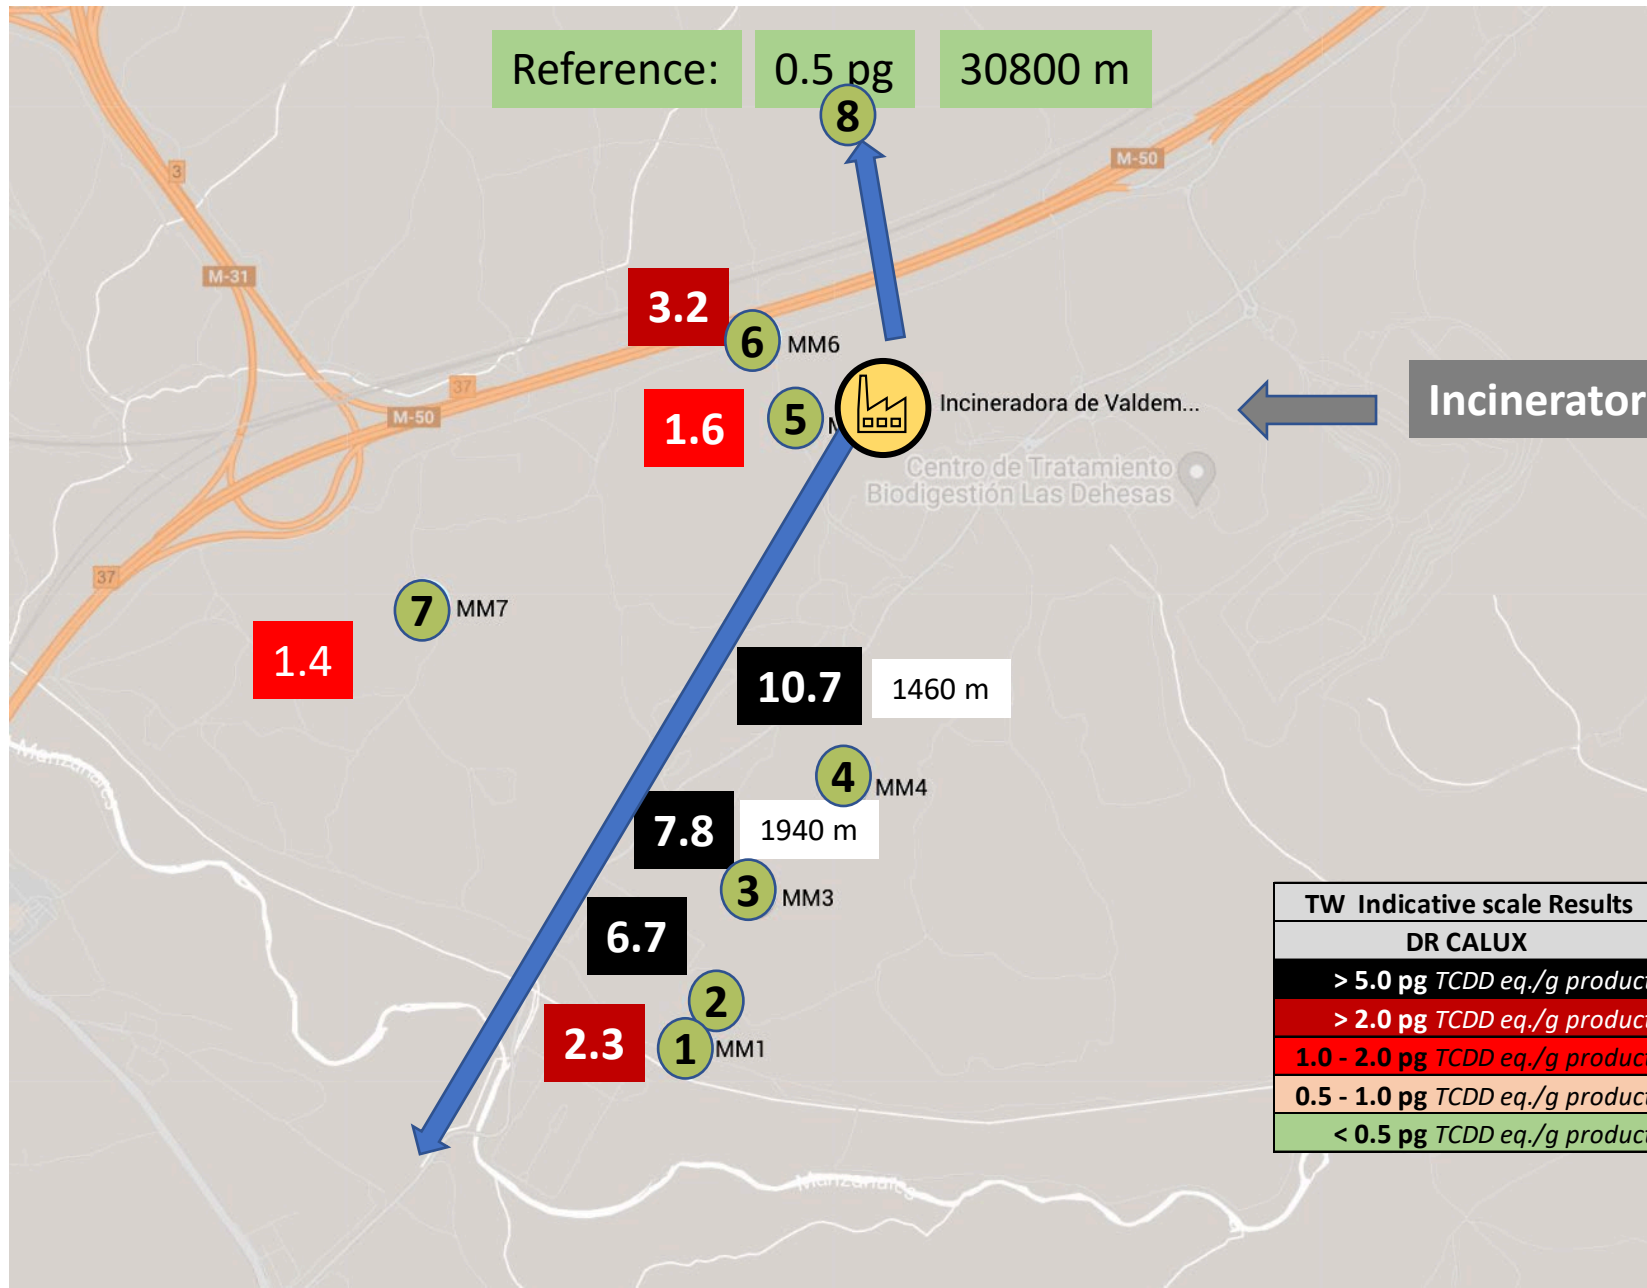 Reference: 0.5 pg 30800 m
8
M-50
3
M-31
3.2
6 MM6
37
M-50
1.6
5
Incineradora de Valdem...
Incinerator
Centro de Tratamiento
Biodigestión Las Dehesas
37
7 MM7
1.4
10.7 1460 m
Manzanares
4 MM4
7.8 1940 m
3 MM3
6.7
2
2.3
1 MM1
TW Indicative scale Results
DR CALUX
> 5.0 pg TCDD eq./g product
> 2.0 pg TCDD eq./g product
1.0 - 2.0 pg TCDD eq./g product
0.5 - 1.0 pg TCDD eq./g product
< 0.5 pg TCDD eq./g product
Manzanares